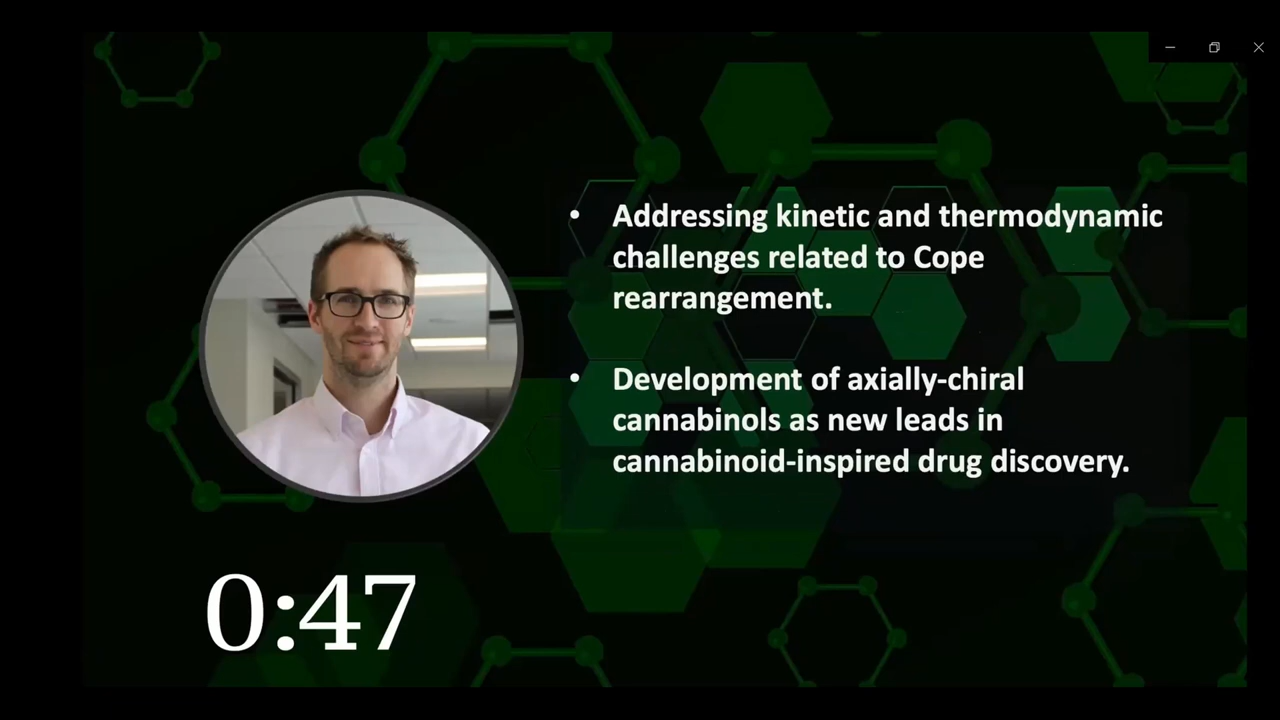 • Addressing kinetic and thermodynamic
challenges related to Cope
rearrangement.
• Development of axially-chiral
cannabinols as new leads in
cannabinoid-inspired drug discovery.
0:47